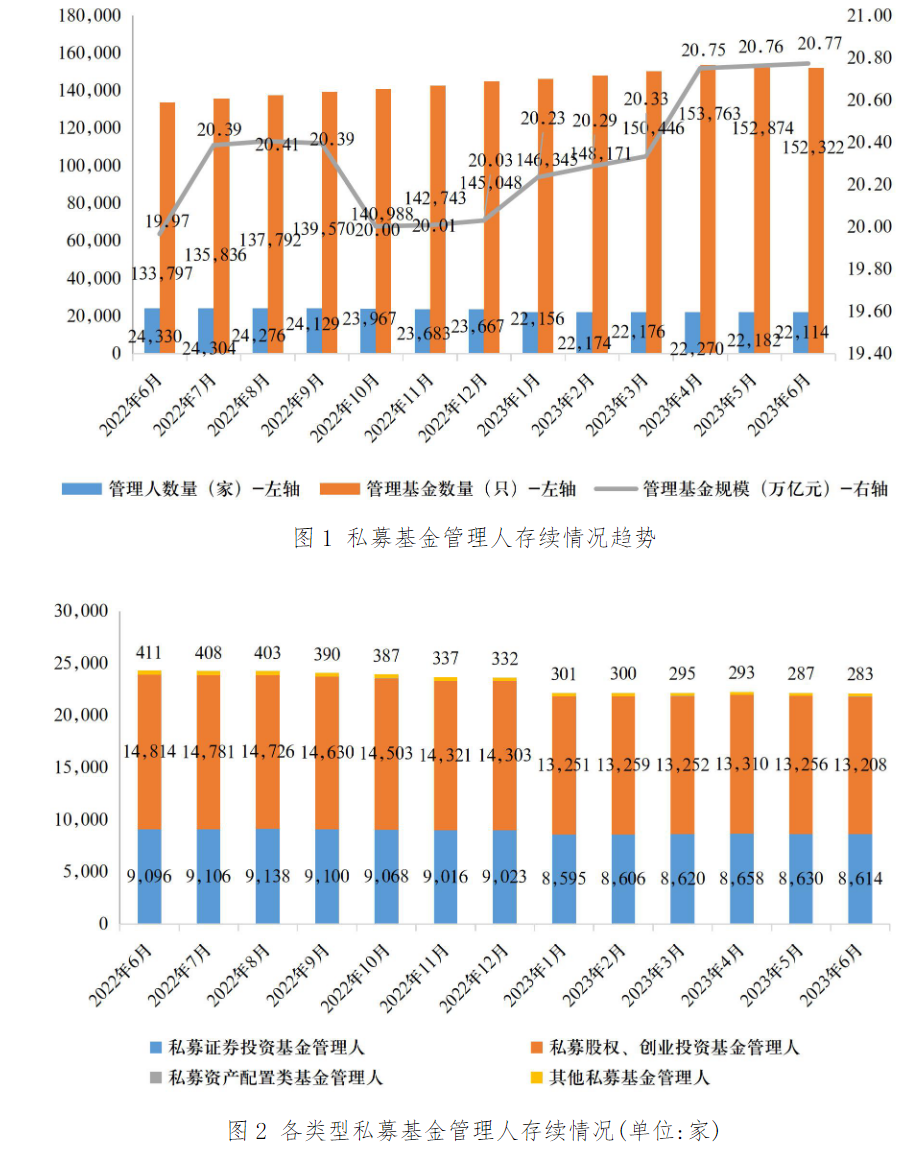 180,000
160,000
140,000
120,000
100,000
80,000
60,000
40,000
20,000
0
21.00
20.80
20.60
20.40
20.20
20.00
19.80
19.60
19.40
19.97 20.39 20.41 20.39 20.00 20.01 20.03 20.23 20.29 20.33 20.75 20.76 20.77
133,797 135,836 137,792 139,570 140,988 142,743 145,048 146,345 148,171 150,446 153,763 152,874 152,322
24,330 24,304 24,276 24,129 23,967 23,683 23,667 22,156 22,174 22,176 22,270 22,182 22,114
2022年6月 2022年7月 2022年8月 2022年9月 2022年10月 2022年11月 2022年12月 2023年1月 2023年2月 2023年3月 2023年4月 2023年5月 2023年6月
管理人数量（家）-左轴 管理基金数量（只）-左轴 管理基金规模（万亿元）-右轴
图1 私募基金管理人存续情况趋势
30,000
25,000
20,000
15,000
10,000
5,000
0
411 408 403 390 387 337 332 301 300 295 293 287 283
14,814 14,781 14,726 14,630 14,503 14,321 14,303 13,251 13,259 13,252 13,310 13,256 13,208
9,096 9,106 9,138 9,100 9,068 9,016 9,023 8,595 8,606 8,620 8,658 8,630 8,614
2022年6月 2022年7月 2022年8月 2022年9月 2022年10月 2022年11月 2022年12月 2023年1月 2023年2月 2023年3月 2023年4月 2023年5月 2023年6月
私募证券投资基金管理人 私募股权、创业投资基金管理人
私募资产配置类基金管理人 其他私募基金管理人
图2 各类型私募基金管理人存续情况(单位:家)